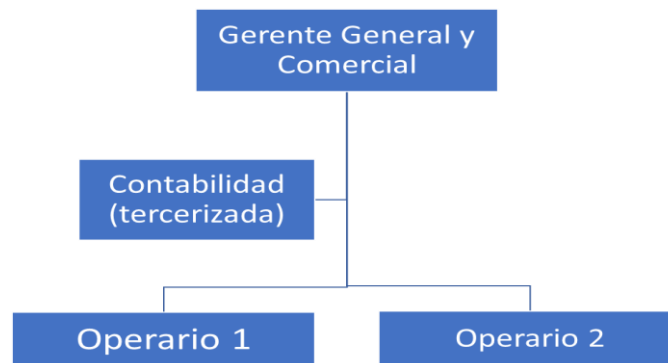 Gerente General y
Comercial
Contabilidad
(tercerizada)
Operario 1
Operario 2